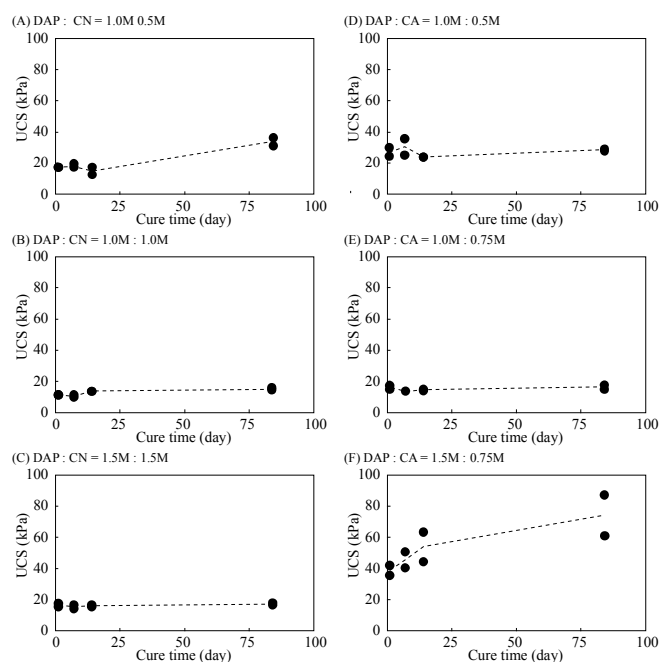 (A) DAP : CN = 1.0M 0.5M
100
80
60
40
20
0
UCS (kPa)
0 25 50 75 100
Cure time (day)
(B) DAP : CN = 1.0M : 1.0M
100
80
60
40
20
0
UCS (kPa)
0 25 50 75 100
Cure time (day)
(C) DAP : CN = 1.5M : 1.5M
100
80
60
40
20
0
UCS (kPa)
0 25 50 75 100
Cure time (day)
(D) DAP : CA = 1.0M : 0.5M
100
80
60
40
20
0
UCS (kPa)
0 25 50 75 100
Cure time (day)
(E) DAP : CA = 1.0M : 0.75M
100
80
60
40
20
0
UCS (kPa)
0 25 50 75 100
Cure time (day)
(F) DAP : CA = 1.5M : 0.75M
100
80
60
40
20
0
UCS (kPa)
0 25 50 75 100
Cure time (day)